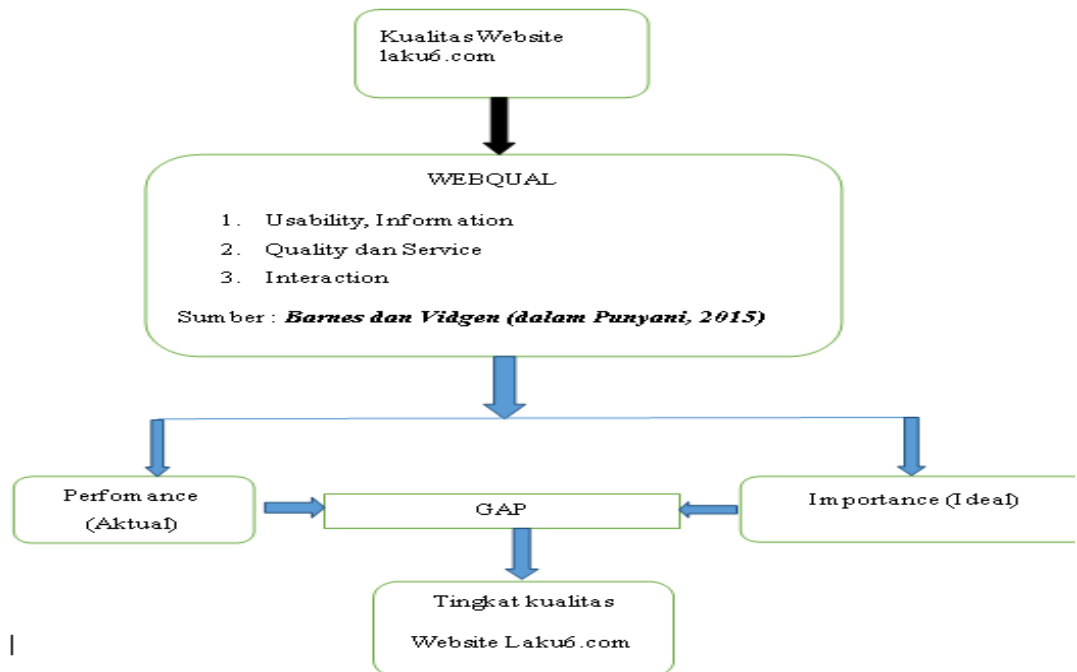 Kualitas Website
laku6.com
WEBQUAL
1. Usability, Information
2. Quality dan Service
3. Interaction
Sumber : Barnes dan Vidgen (dalam Punyani, 2015)
Perfomance
(Aktual)
GAP
Importance (Ideal)
Tingkat kualitas
Website Laku6.com